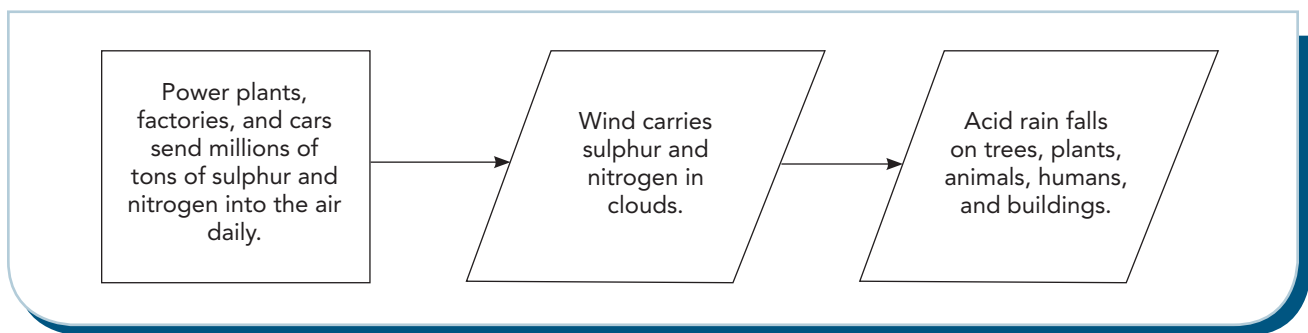 Power plants,
factories, and cars
send millions of
tons of sulphur and
nitrogen into the air
daily.
Wind carries
sulphur and
nitrogen in
clouds.
Acid rain falls
on trees, plants,
animals, humans,
and buildings.